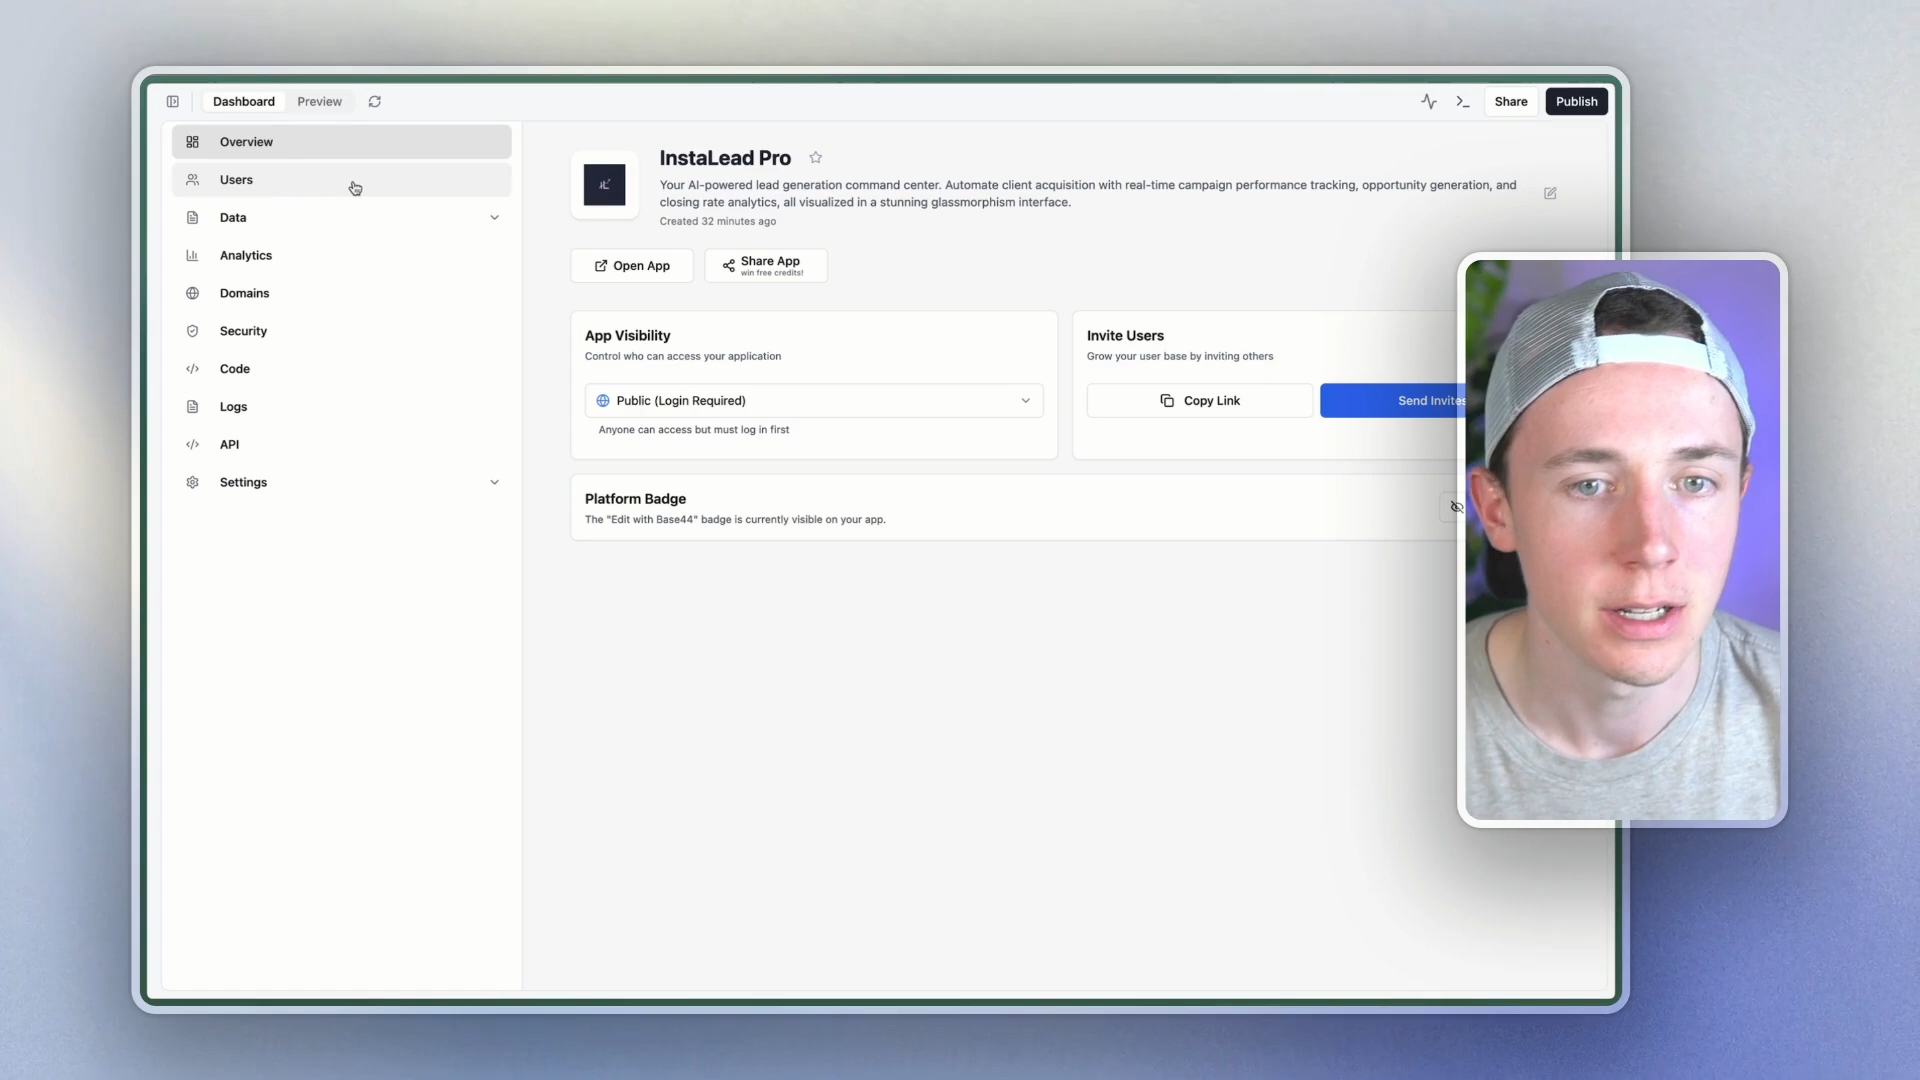 Dashboard
Preview
Share
Publish
Overview
Users
Data
Analytics
Domains
Security
Code
Logs
API
Settings
InstaLead Pro
Your AI-powered lead generation command center. Automate client acquisition with real-time campaign performance tracking, opportunity generation, and
closing rate analytics, all visualized in a stunning glassmorphism interface.
Created 32 minutes ago
Open App
Share App
win free credits!
App Visibility
Control who can access your application
Public (Login Required)
Anyone can access but must log in first
Invite Users
Grow your user base by inviting others
Copy Link
Send Invites
Platform Badge
The "Edit with Base44" badge is currently visible on your app.